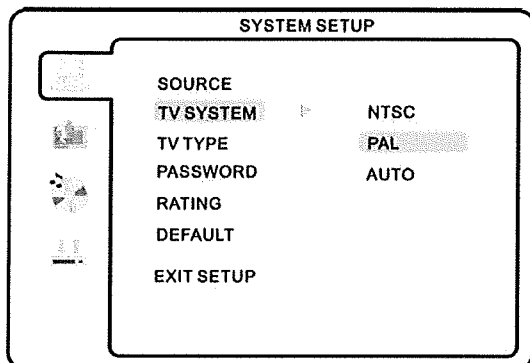 SYSTEM SETUP
SOURCE
TV SYSTEM NTSC
TV TYPE PAL
PASSWORD AUTO
RATING
DEFAULT
EXIT SETUP